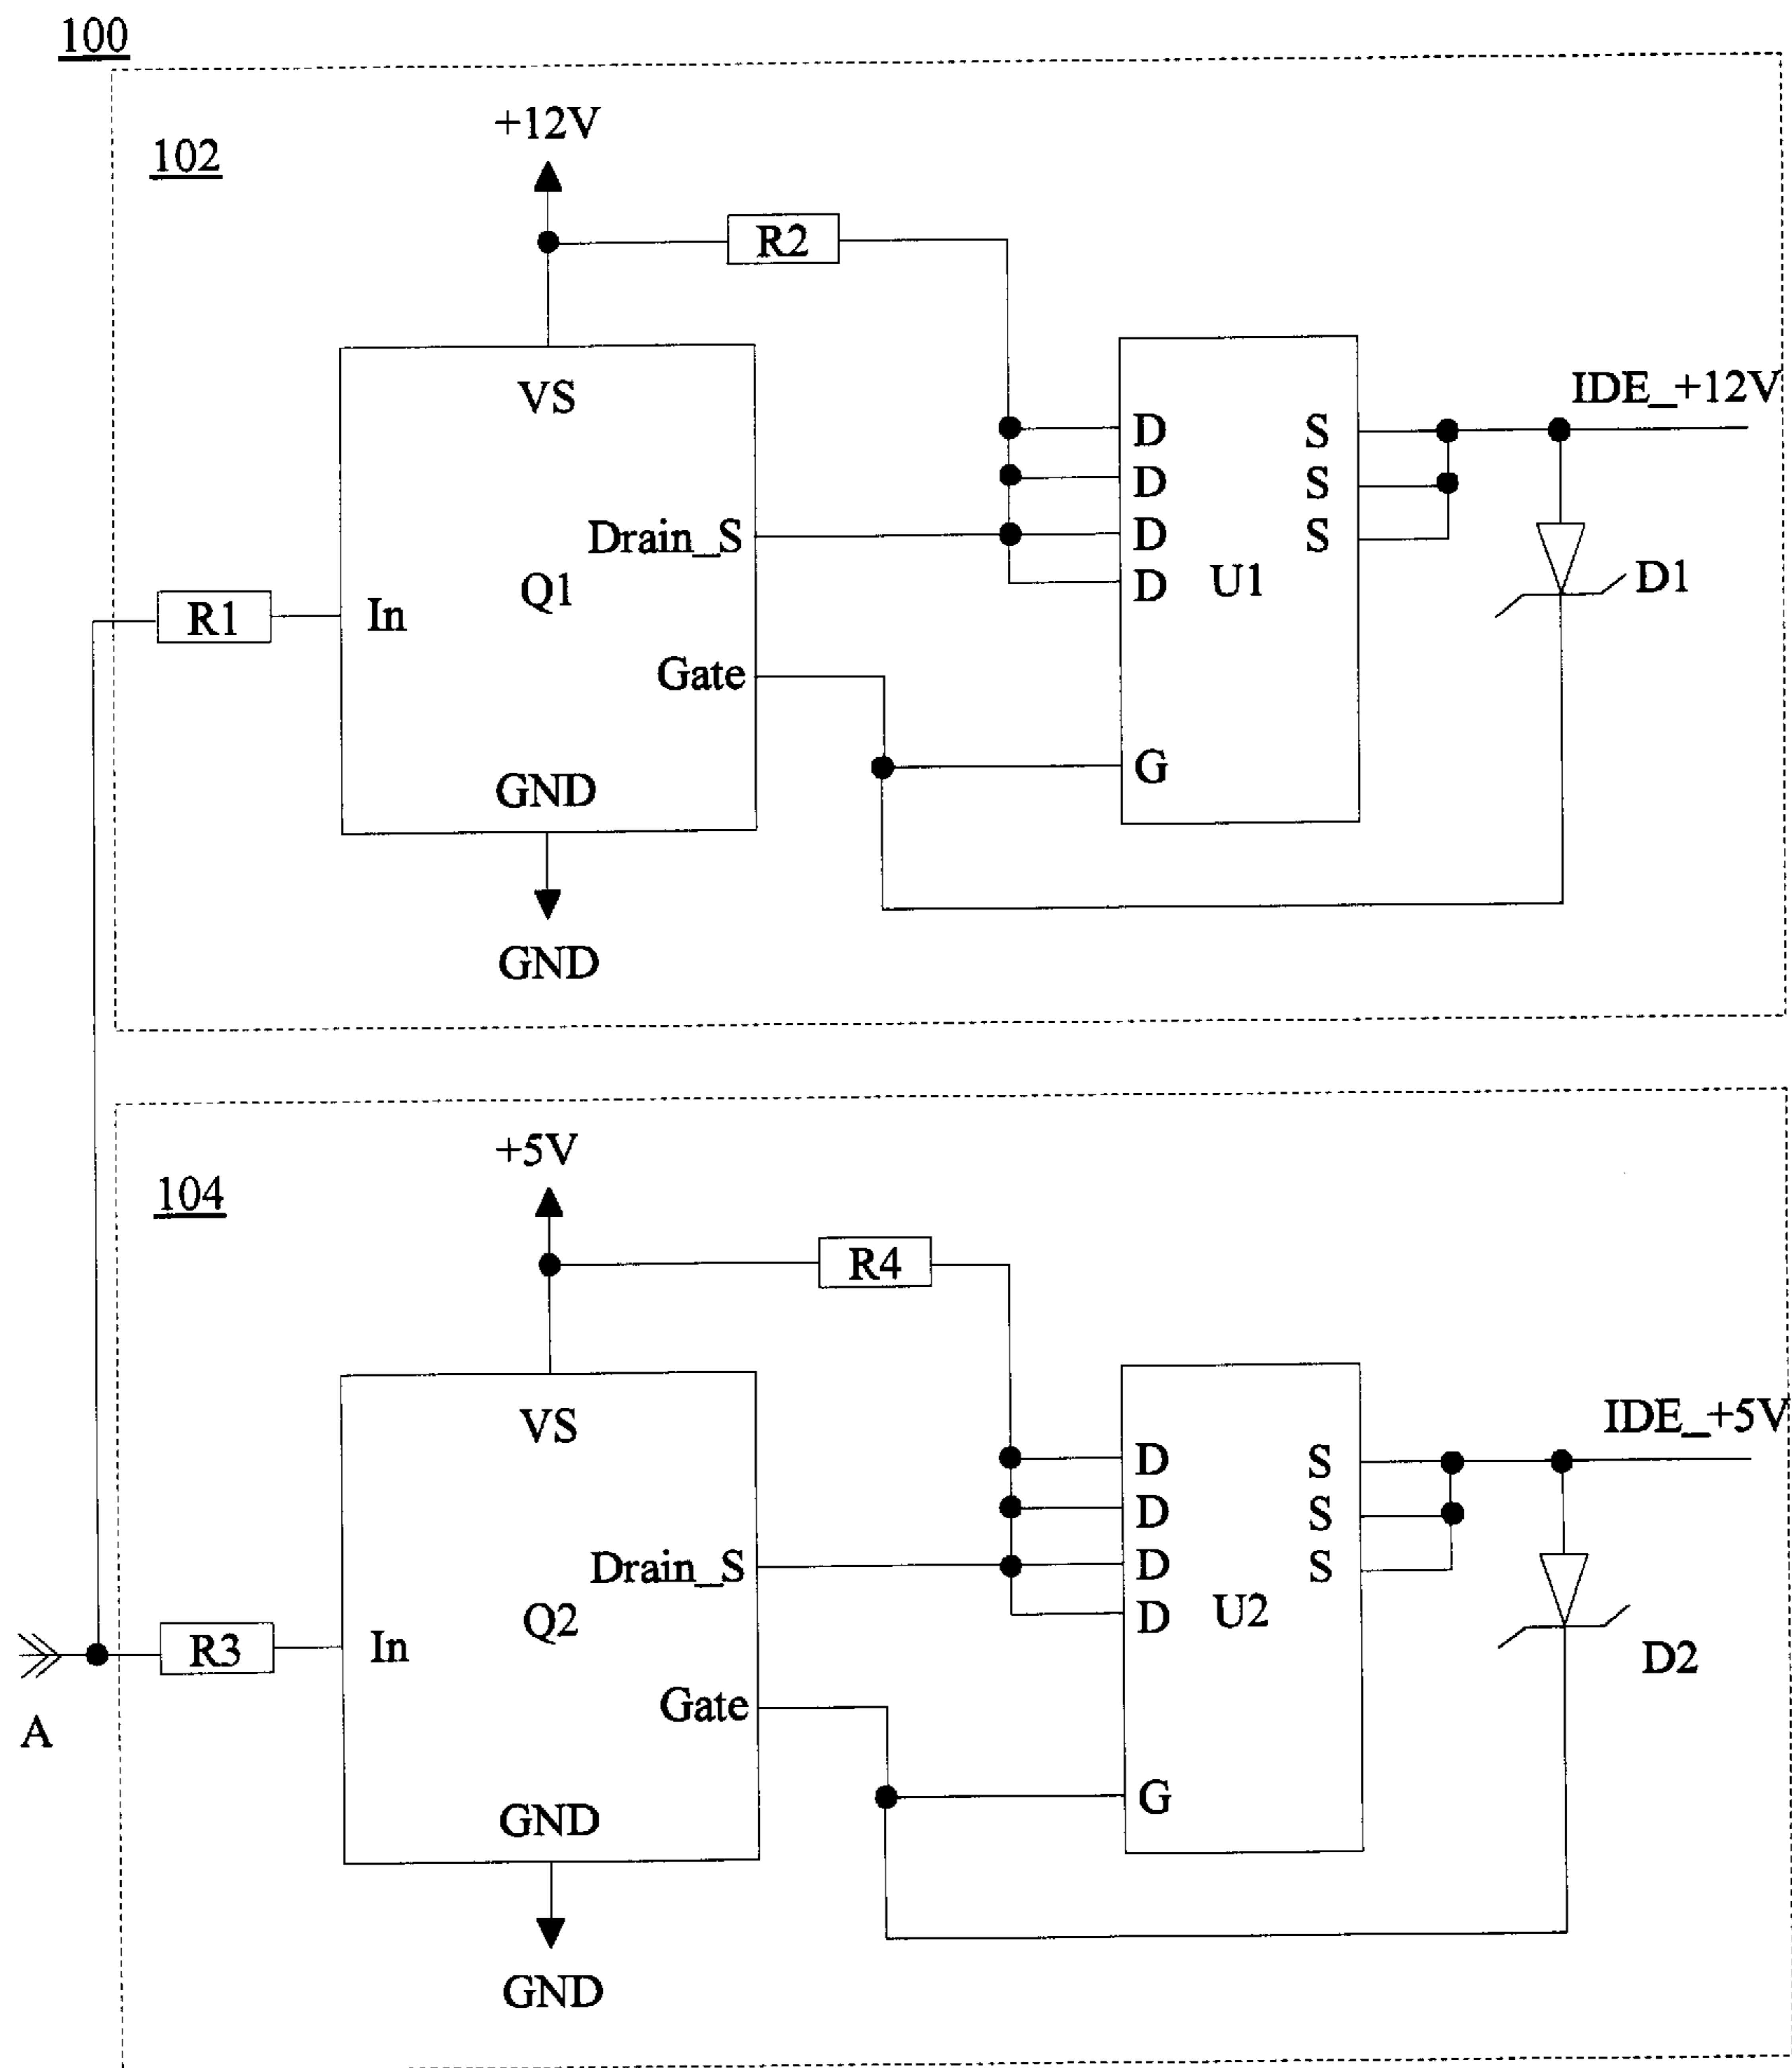 100
102
+12V
R2
VS
IDE_+12V
D
S
D
S
Drain_S
D
S
Q1
D
U1
D1
R1
In
Gate
GND
G
GND
104
+5V
R4
VS
IDE_+5V
D
S
D
S
Drain_S
D
S
Q2
D
U2
R3
In
D2
Gate
A
GND
G
GND